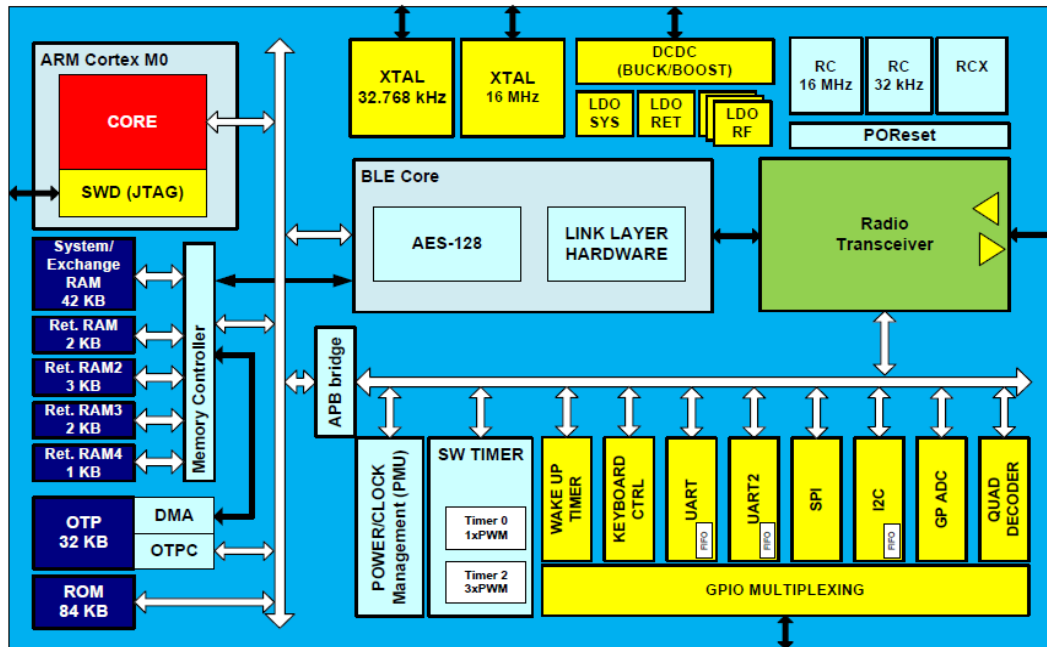 ARM Cortex M0
CORE
SWD (JTAG)
XTAL
32.768 kHz
XTAL
16 MHz
DCDC
(BUCK/BOOST)
LDO
SYS
LDO
RET
LDO
RF
RC
16 MHz
RC
32 kHz
RCX
POReset
BLE Core
AES-128
LINK LAYER
HARDWARE
Radio
Transceiver
System/
Exchange
RAM
42 KB
Ret. RAM
2 KB
Ret. RAM2
3 KB
Ret. RAM3
2 KB
Ret. RAM4
1 KB
Memory Controller
OTP
32 KB
DMA
OTPC
ROM
84 KB
APB bridge
POWER/CLOCK
Management (PMU)
SW TIMER
Timer 0
1xPWM
Timer 2
3xPWM
WAKE UP
TIMER
KEYBOARD
CTRL
UART
FIFO
UART2
FIFO
SPI
I2C
FIFO
GP ADC
QUAD
DECODER
GPIO MULTIPLEXING